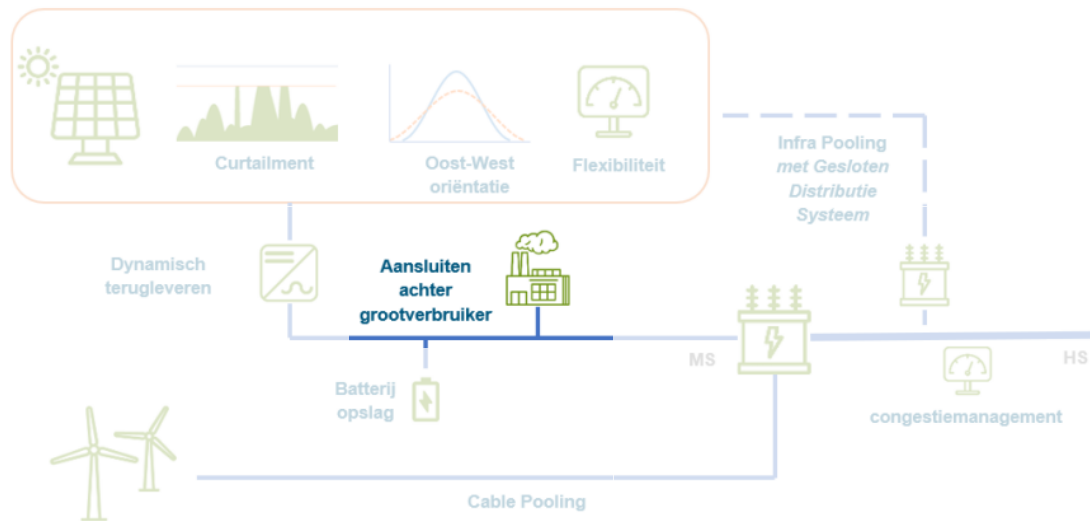 Curtailment
Oost-West
oriëntatie
Flexibiliteit
Infra Pooling
met Gesloten
Distributie
Systeem
Dynamisch
terugleveren
Aansluiten
achter
grootverbruiker
MS
HS
Batterij
opslag
congestiemanagement
Cable Pooling